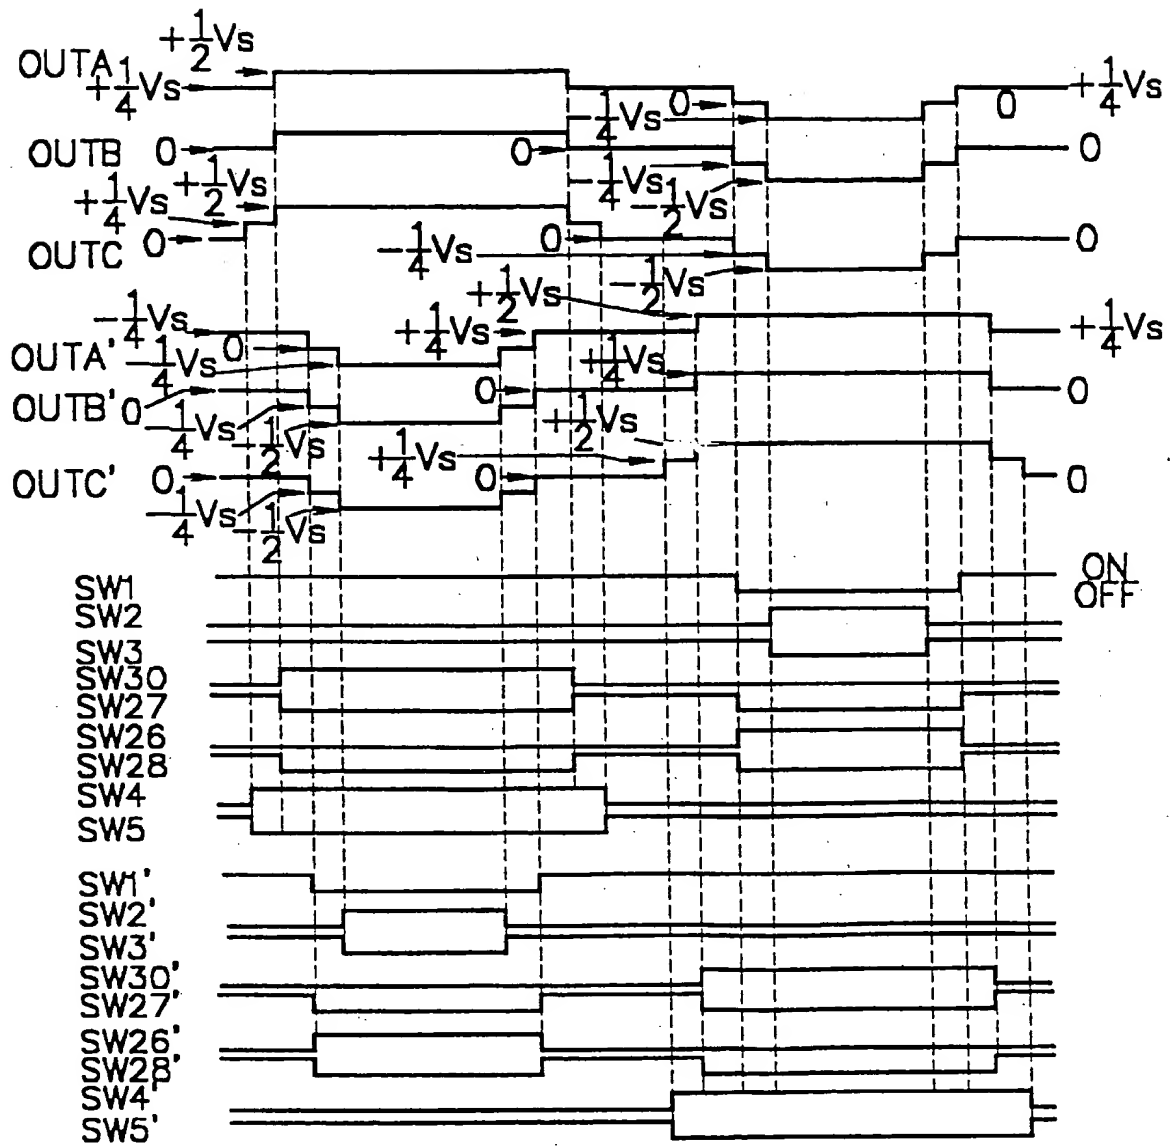 +1/2Vs
OUTA
+1/4Vs
0
-1/4Vs
0
+1/4Vs
OUTB 0
0
-1/4Vs
-1/2Vs
0
+1/2Vs
+1/4Vs
OUTC 0
0
-1/4Vs
-1/2Vs
0
+1/2Vs
-1/4Vs
OUTA'
0
-1/4Vs
+1/4Vs
+1/4Vs
+1/4Vs
OUTB' 0
-1/4Vs
-1/2Vs
0
0
+1/2Vs
+1/4Vs
OUTC' 0
-1/4Vs
-1/2Vs
0
0
SW1
ON
OFF
SW2
SW3
SW30
SW27
SW26
SW28
SW4
SW5
SW1'
SW2'
SW3'
SW30'
SW27'
SW26'
SW28'
SW4'
SW5'